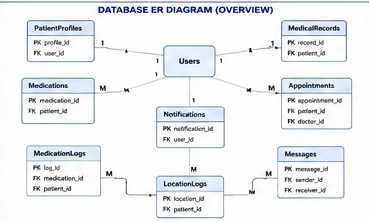 DATABASE ER DIAGRAM (OVERVIEW)
PatientProfiles
PK profile_id
FK user_id
MedicalRecords
PK record_id
FK patient_id
Users
1
1
1
1
1
Medications
PK medication_id
FK patient_id
M
M
Appointments
PK appointment_id
FK patient_id
FK doctor_id
Notifications
PK notification_id
FK user_id
MedicationLogs
PK log_id
FK medication_id
FK patient_id
M
M
M
LocationLogs
PK location_id
FK patient_id
M
Messages
PK message_id
FK sender_id
FK receiver_id